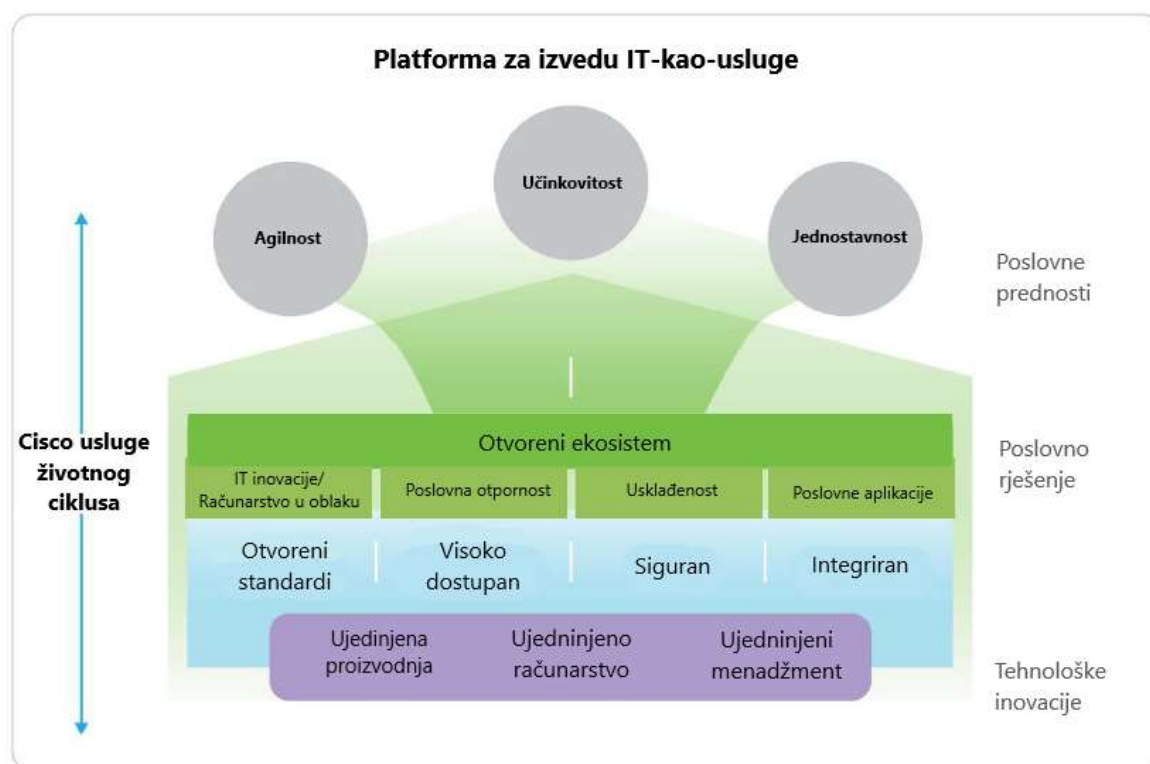 Platforma za izvedu IT-kao-usluge
Učinkovitost
Agilnost
Jednostavnost
Poslovne
prednosti
Cisco usluge
životnog
ciklusa
Otvoreni ekosistem
Poslovno
rješenje
IT inovacije/
Računarstvo u oblaku
Poslovna otpornost
Usklađenost
Poslovne aplikacije
Otvoreni
standardi
Visoko
dostupan
Siguran
Integriran
Ujedinjena
proizvodnja
Ujedninjeno
računarstvo
Ujedninjeni
menadžment
Tehnološke
inovacije